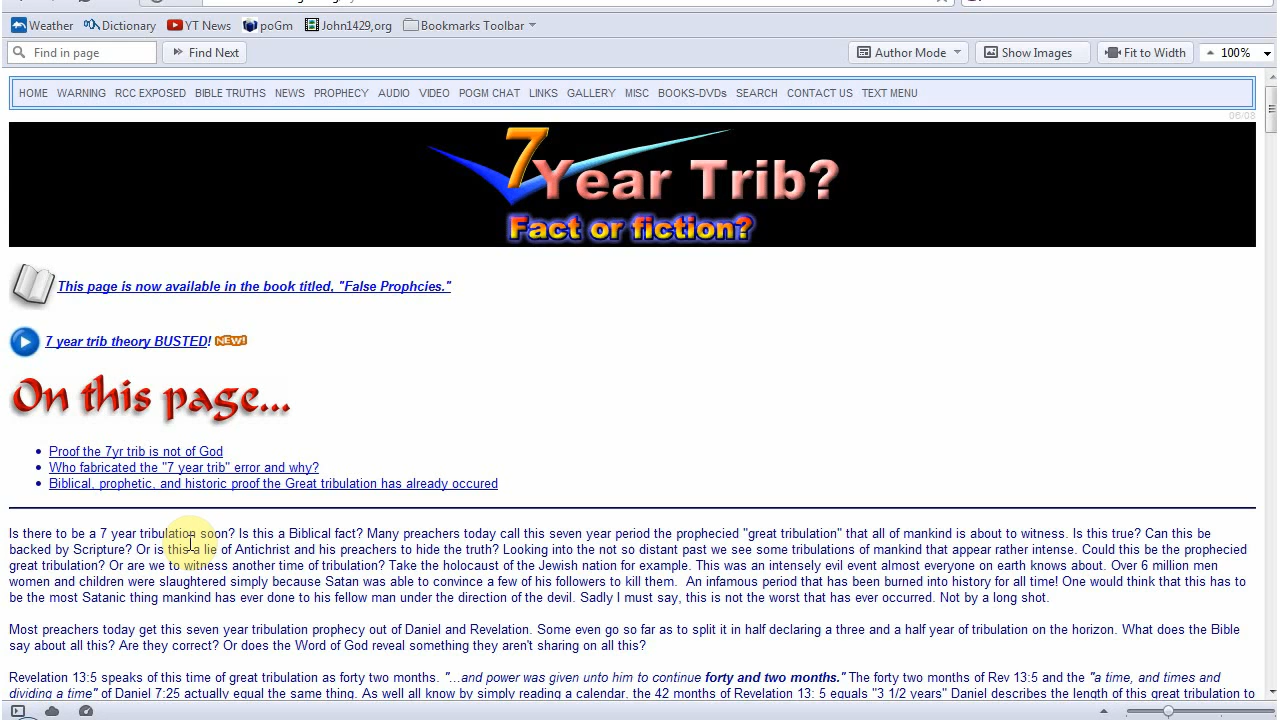 Weather Dictionary YT News poGm John1429,org Bookmarks Toolbar
Find in page Find Next Author Mode Show Images Fit to Width 100%
HOME WARNING RCC EXPOSED BIBLE TRUTHS NEWS PROPHECY AUDIO VIDEO POGM CHAT LINKS GALLERY MISC BOOKS-DVDs SEARCH CONTACT US TEXT MENU
06/08
7 Year Trib?
Fact or fiction?
This page is now available in the book titled, "False Prophcies."
7 year trib theory BUSTED! NEW!
On this page...
Proof the 7yr trib is not of God
Who fabricated the "7 year trib" error and why?
Biblical, prophetic, and historic proof the Great tribulation has already occured
Is there to be a 7 year tribulation soon? Is this a Biblical fact? Many preachers today call this seven year period the prophecied "great tribulation" that all of mankind is about to witness. Is this true? Can this be
backed by Scripture? Or is this a lie of Antichrist and his preachers to hide the truth? Looking into the not so distant past we see some tribulations of mankind that appear rather intense. Could this be the prophecied
great tribulation? Or are we to witness another time of tribulation? Take the holocaust of the Jewish nation for example. This was an intensely evil event almost everyone on earth knows about. Over 6 million men
women and children were slaughtered simply because Satan was able to convince a few of his followers to kill them. An infamous period that has been burned into history for all time! One would think that this has to
be the most Satanic thing mankind has ever done to his fellow man under the direction of the devil. Sadly I must say, this is not the worst that has ever occurred. Not by a long shot.
Most preachers today get this seven year tribulation prophecy out of Daniel and Revelation. Some even go so far as to split it in half declaring a three and a half year of tribulation on the horizon. What does the Bible
say about all this? Are they correct? Or does the Word of God reveal something they aren't sharing on all this?
Revelation 13:5 speaks of this time of great tribulation as forty two months. "...and power was given unto him to continue forty and two months." The forty two months of Rev 13:5 and the "a time, and times and
dividing a time" of Daniel 7:25 actually equal the same thing. As well all know by simply reading a calendar, the 42 months of Revelation 13: 5 equals "3 1/2 years" Daniel describes the length of this great tribulation to